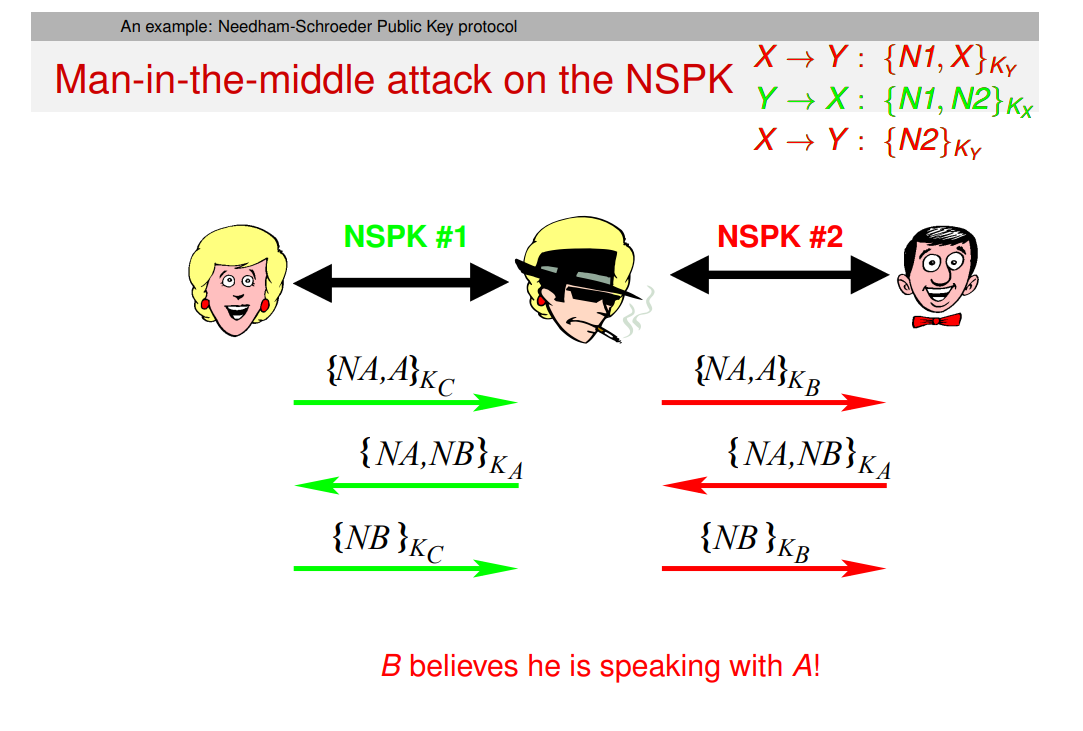 An example: Needham-Schroeder Public Key protocol
Man-in-the-middle attack on the NSPK
X → Y : {N1, X}K_Y
Y → X : {N1, N2}K_X
X → Y : {N2}K_Y
NSPK #1
NSPK #2
{NA,A}K_C
{NA,A}K_B
{NA,NB}K_A
{NA,NB}K_A
{NB}K_C
{NB}K_B
B believes he is speaking with A!